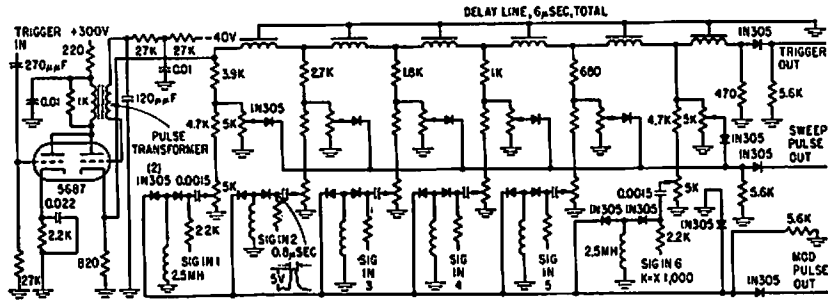 DELAY LINE, 6μSEC, TOTAL
TRIGGER +300V
IN
220
27K 27K -40V
1N305
TRIGGER
OUT
270μμF
0.01
3.9K
2.7K
1.8K
1K
680
0.01
1K
120μμF
470
5.6K
1N305
4.7K 5K
4.7K 5K
1N305
PULSE
TRANSFORMER
SWEEP
PULSE
OUT
1N305
(2)
1N305 0.0015
5687
5K
0.0015
5K
5.6K
0.022
2.2K
2.2K
SIG IN 1
2.5MH
SIG IN 2
0.8μSEC
5V
SIG
IN
3
SIG
IN
4
SIG
IN
5
1N305 1N305
2.2K
2.5MH
SIG IN 6
K=X 1,000
1N305
5.6K
27K
820
1N305
MOD
PULSE OUT